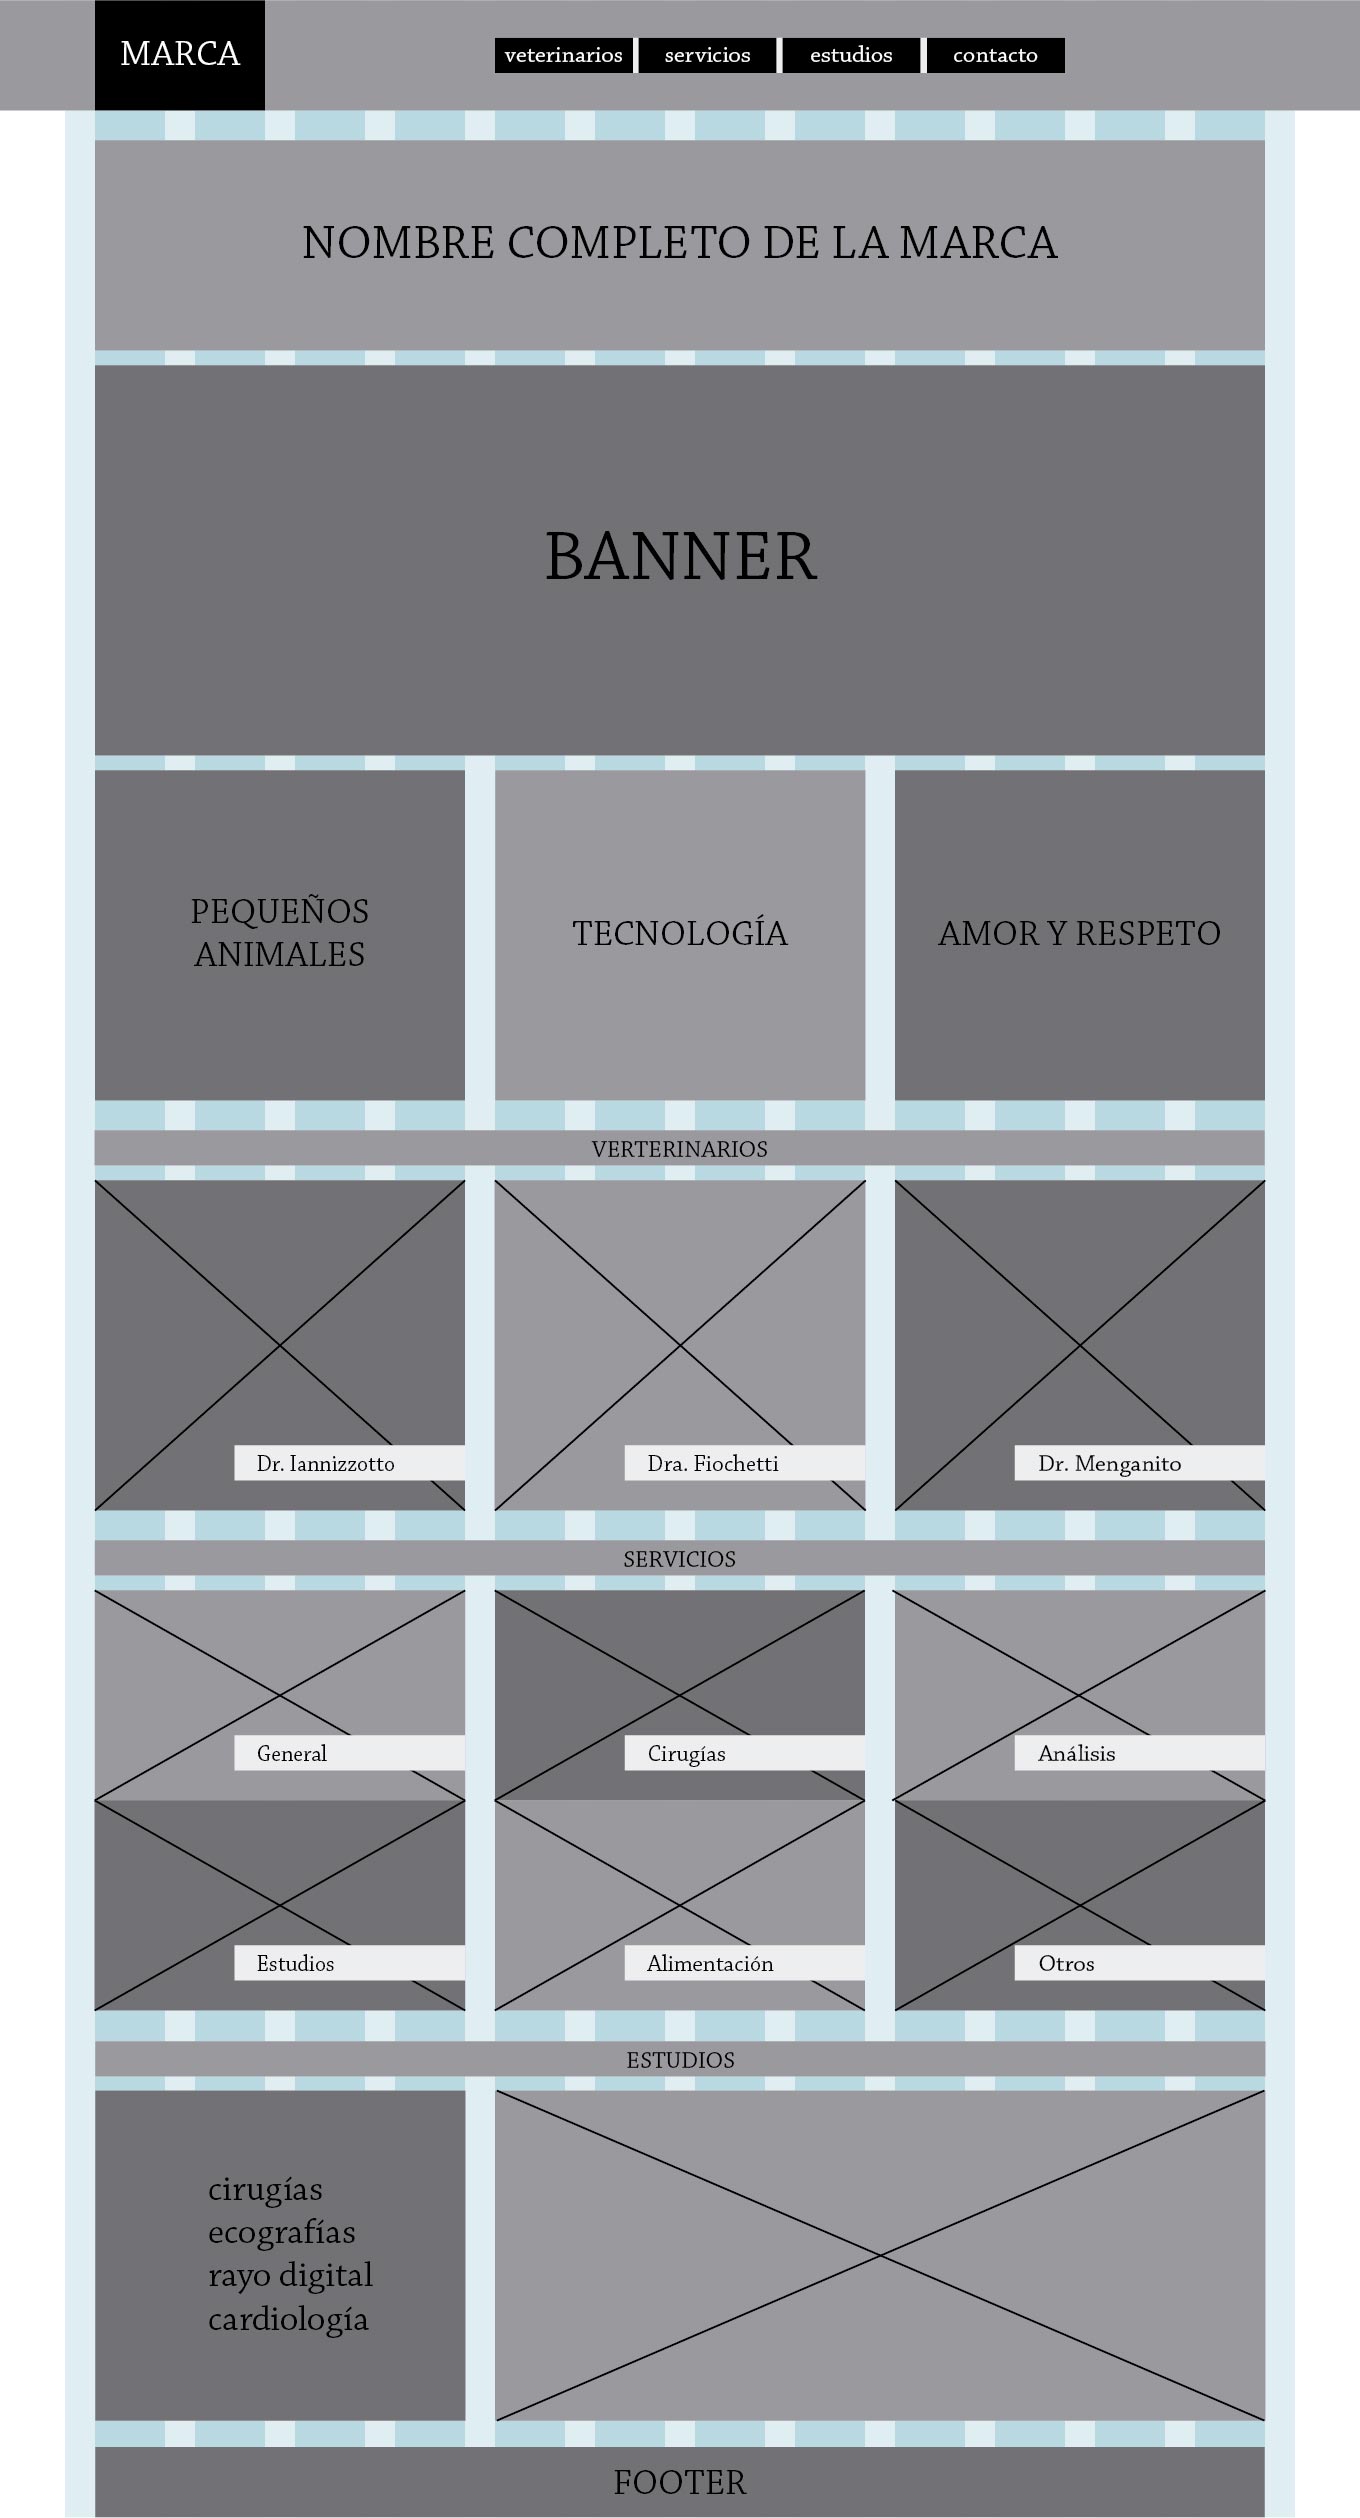 MARCA
veterinarios servicios estudios contacto
NOMBRE COMPLETO DE LA MARCA
BANNER
PEQUEÑOS
ANIMALES
TECNOLOGÍA
AMOR Y RESPETO
VERTERINARIOS
Dr. Iannizzotto
Dra. Fiochetti
Dr. Menganito
SERVICIOS
General
Cirugías
Análisis
Estudios
Alimentación
Otros
ESTUDIOS
cirugías
ecografías
rayo digital
cardiología
FOOTER